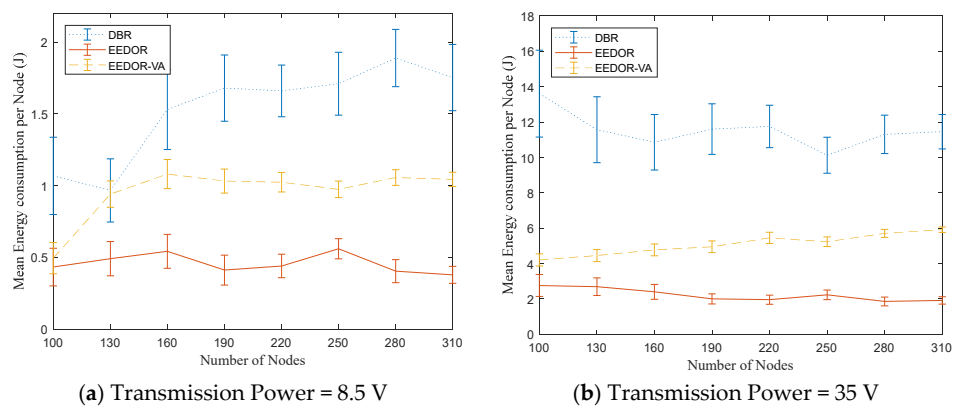 2
1.5
1
0.5
0
100 130 160 190 220 250 280 310
Number of Nodes
Mean Energy consumption per Node (J)
DBR
EEDOR
EEDOR-VA
(a) Transmission Power = 8.5 V
18
16
14
12
10
8
6
4
2
0
100 130 160 190 220 250 280 310
Number of Nodes
Mean Energy consumption per Node (J)
DBR
EEDOR
EEDOR-VA
(b) Transmission Power = 35 V